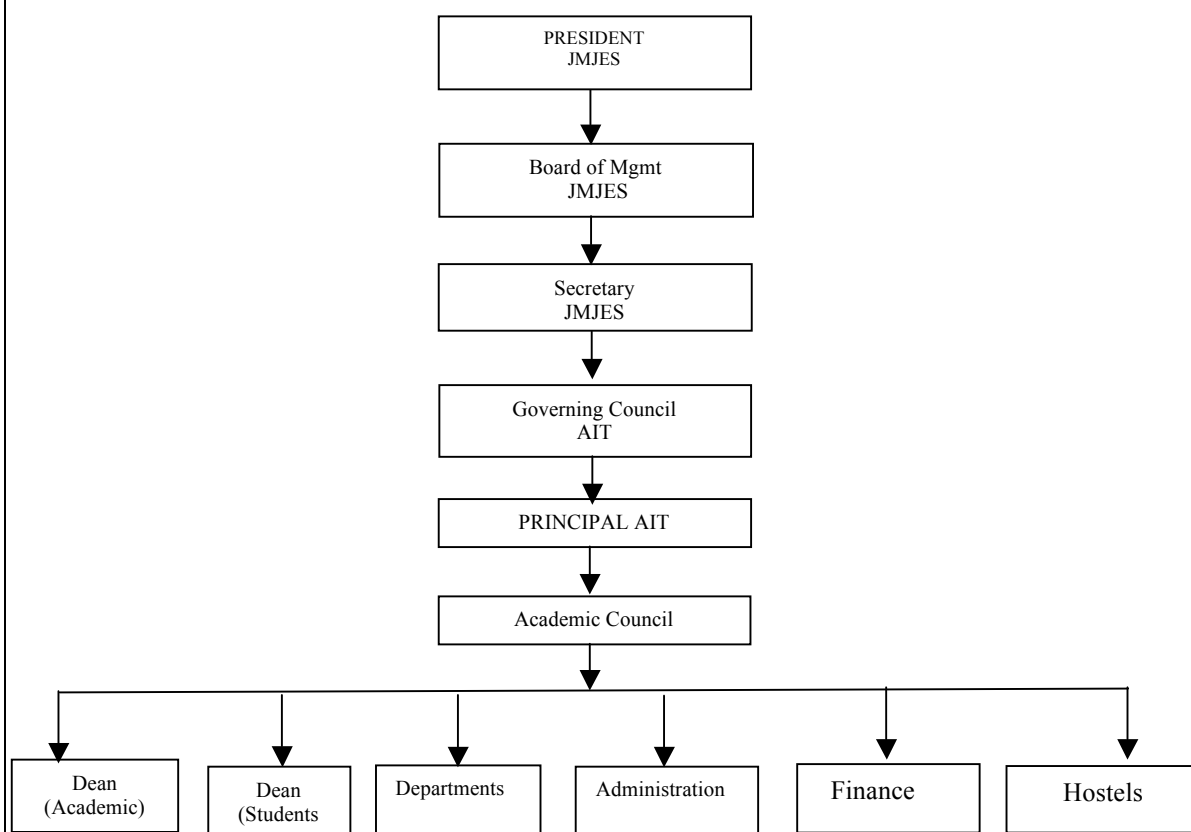 PRESIDENT
JMJES
Board of Mgmt
JMJES
Secretary
JMJES
Governing Council
AIT
PRINCIPAL AIT
Academic Council
Dean
(Academic)
Dean
(Students
Departments
Administration
Finance
Hostels